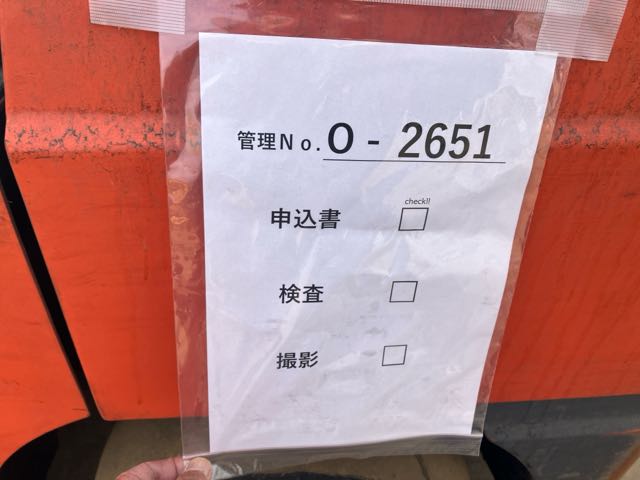 管理No. O - 2651
check!!
申込書 □
検査 □
撮影 □